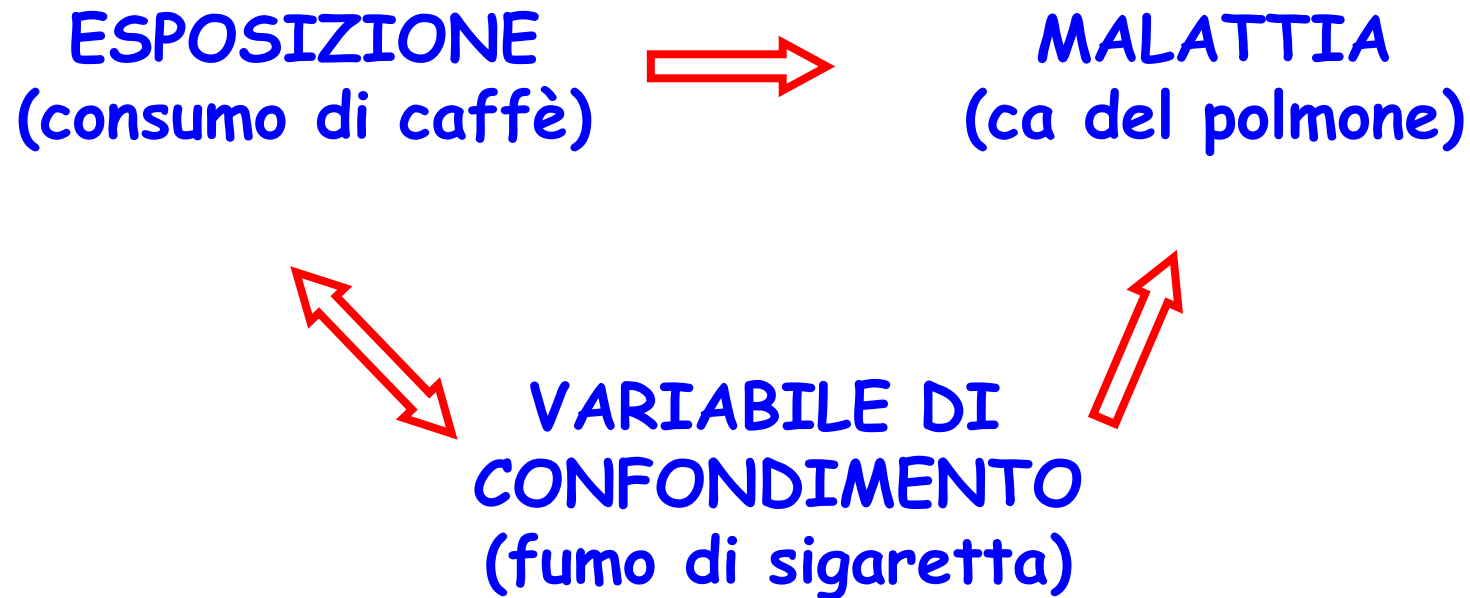 ESPOSIZIONE
(consumo di caffè)
MALATTIA
(ca del polmone)
VARIABILE DI
CONFONDIMENTO
(fumo di sigaretta)